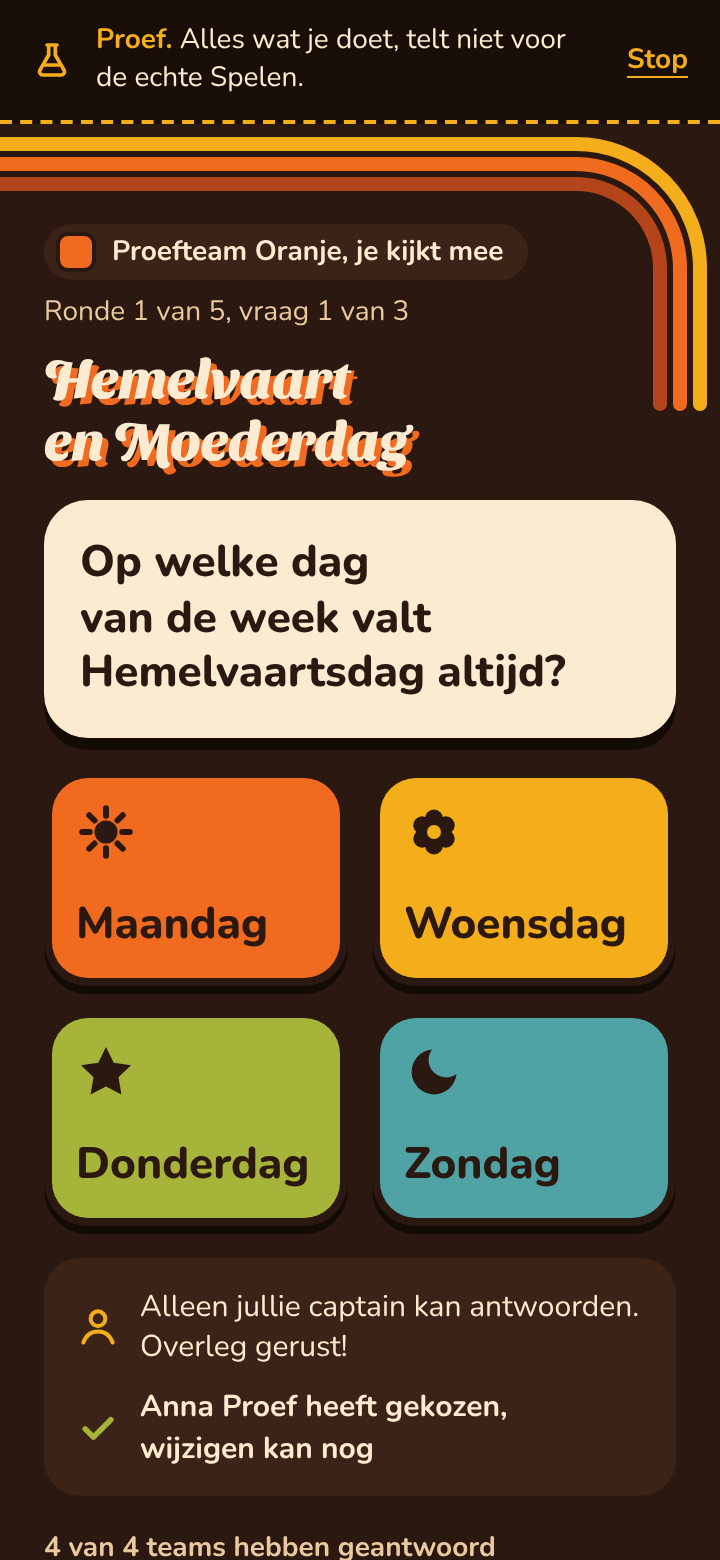 Proef. Alles wat je doet, telt niet voor
de echte Spelen.
Stop
Proefteam Oranje, je kijkt mee
Ronde 1 van 5, vraag 1 van 3
Hemelvaart
en Moederdag
Op welke dag
van de week valt
Hemelvaartsdag altijd?
Maandag
Woensdag
Donderdag
Zondag
Alleen jullie captain kan antwoorden.
Overleg gerust!
Anna Proef heeft gekozen,
wijzigen kan nog
4 van 4 teams hebben geantwoord